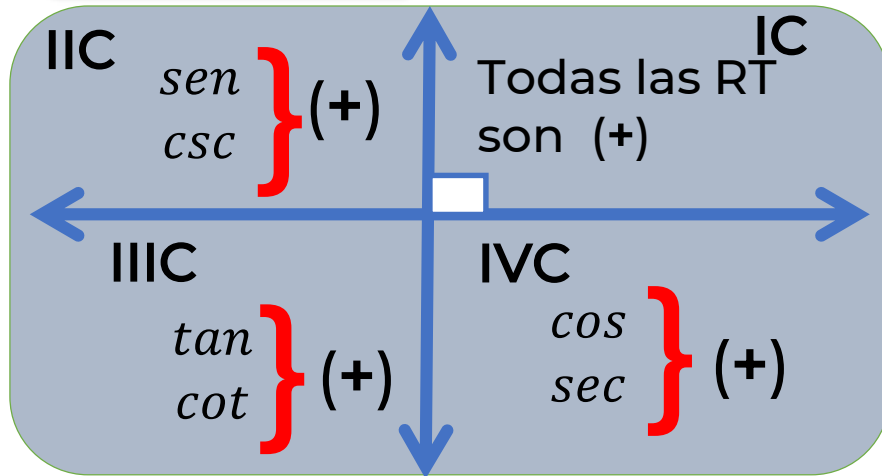 IIC
sen
csc
(+)
IC
Todas las RT
son (+)
IIIC
tan
cot
(+)
IVC
cos
sec
(+)